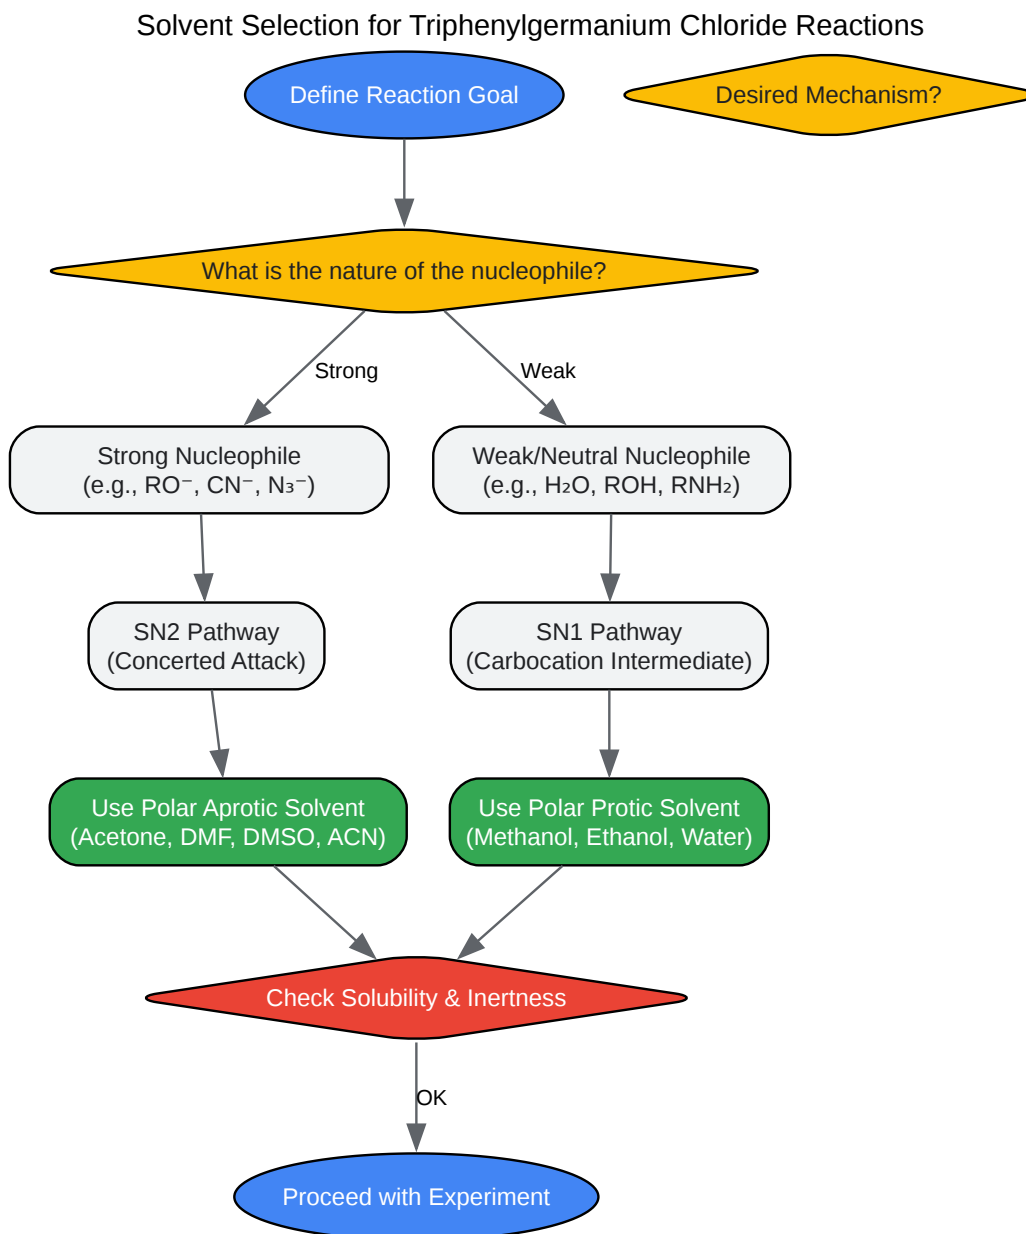 Solvent Selection for Triphenylgermanium Chloride Reactions
Define Reaction Goal
Desired Mechanism?
What is the nature of the nucleophile?
Strong
Weak
Strong Nucleophile
(e.g., RO⁻, CN⁻, N₃⁻)
Weak/Neutral Nucleophile
(e.g., H₂O, ROH, RNH₂)
SN2 Pathway
(Concerted Attack)
SN1 Pathway
(Carbocation Intermediate)
Use Polar Aprotic Solvent
(Acetone, DMF, DMSO, ACN)
Use Polar Protic Solvent
(Methanol, Ethanol, Water)
Check Solubility & Inertness
OK
Proceed with Experiment